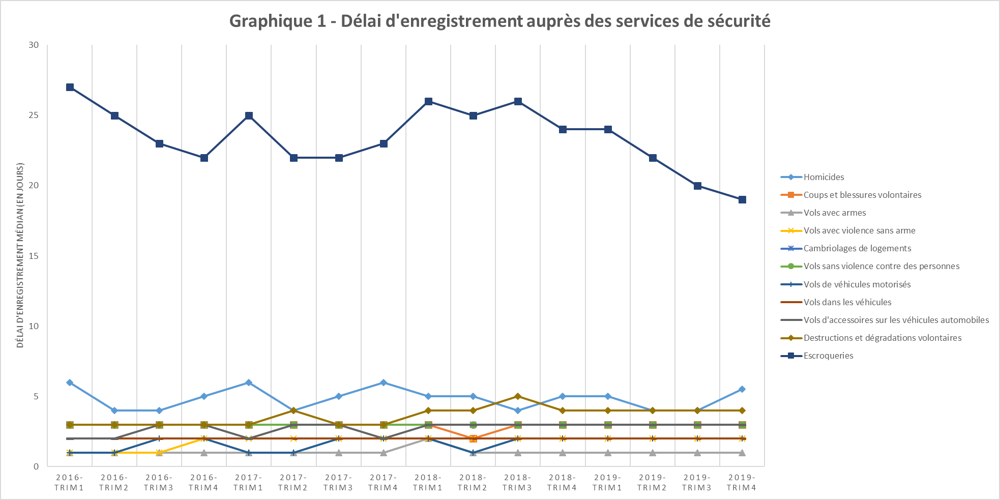 Graphique 1 - Délai d'enregistrement auprès des services de sécurité
DÉLAI D'ENREGISTREMENT MÉDIAN (EN JOURS)
30
25
20
15
10
5
0
2016-
TRIM1
2016-
TRIM2
2016-
TRIM3
2016-
TRIM4
2017-
TRIM1
2017-
TRIM2
2017-
TRIM3
2017-
TRIM4
2018-
TRIM1
2018-
TRIM2
2018-
TRIM3
2018-
TRIM4
2019-
TRIM1
2019-
TRIM2
2019-
TRIM3
2019-
TRIM4
Homicides
Coups et blessures volontaires
Vols avec armes
Vols avec violence sans arme
Cambriolages de logements
Vols sans violence contre des personnes
Vols de véhicules motorisés
Vols dans les véhicules
Vols d'accessoires sur les véhicules automobiles
Destructions et dégradations volontaires
Escroqueries